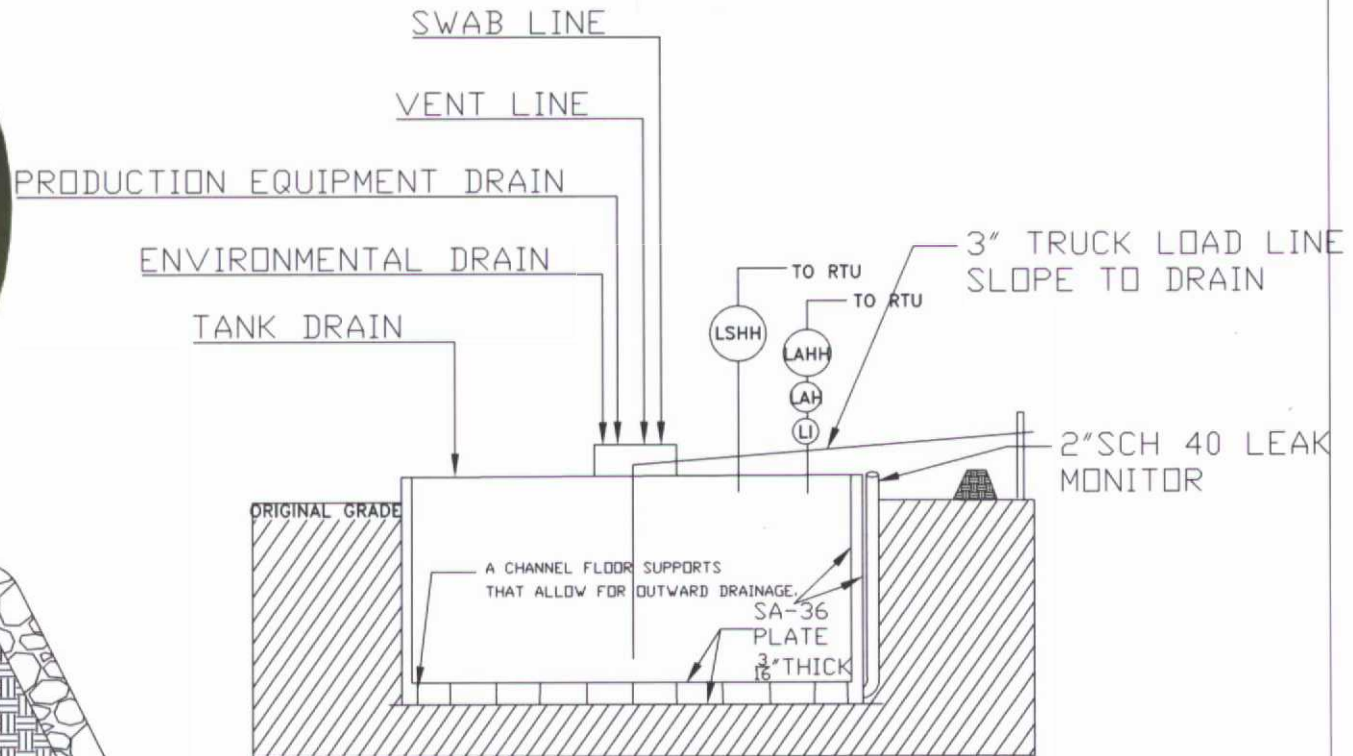 SWAB LINE
VENT LINE
PRODUCTION EQUIPMENT DRAIN
ENVIRONMENTAL DRAIN
TANK DRAIN
TO RTU
TO RTU
3" TRUCK LOAD LINE
SLOPE TO DRAIN
LSHH
LAHH
LAH
LI
2"SCH 40 LEAK
MONITOR
ORIGINAL GRADE
A CHANNEL FLOOR SUPPORTS
THAT ALLOW FOR OUTWARD DRAINAGE.
SA-36
PLATE
3/16"THICK